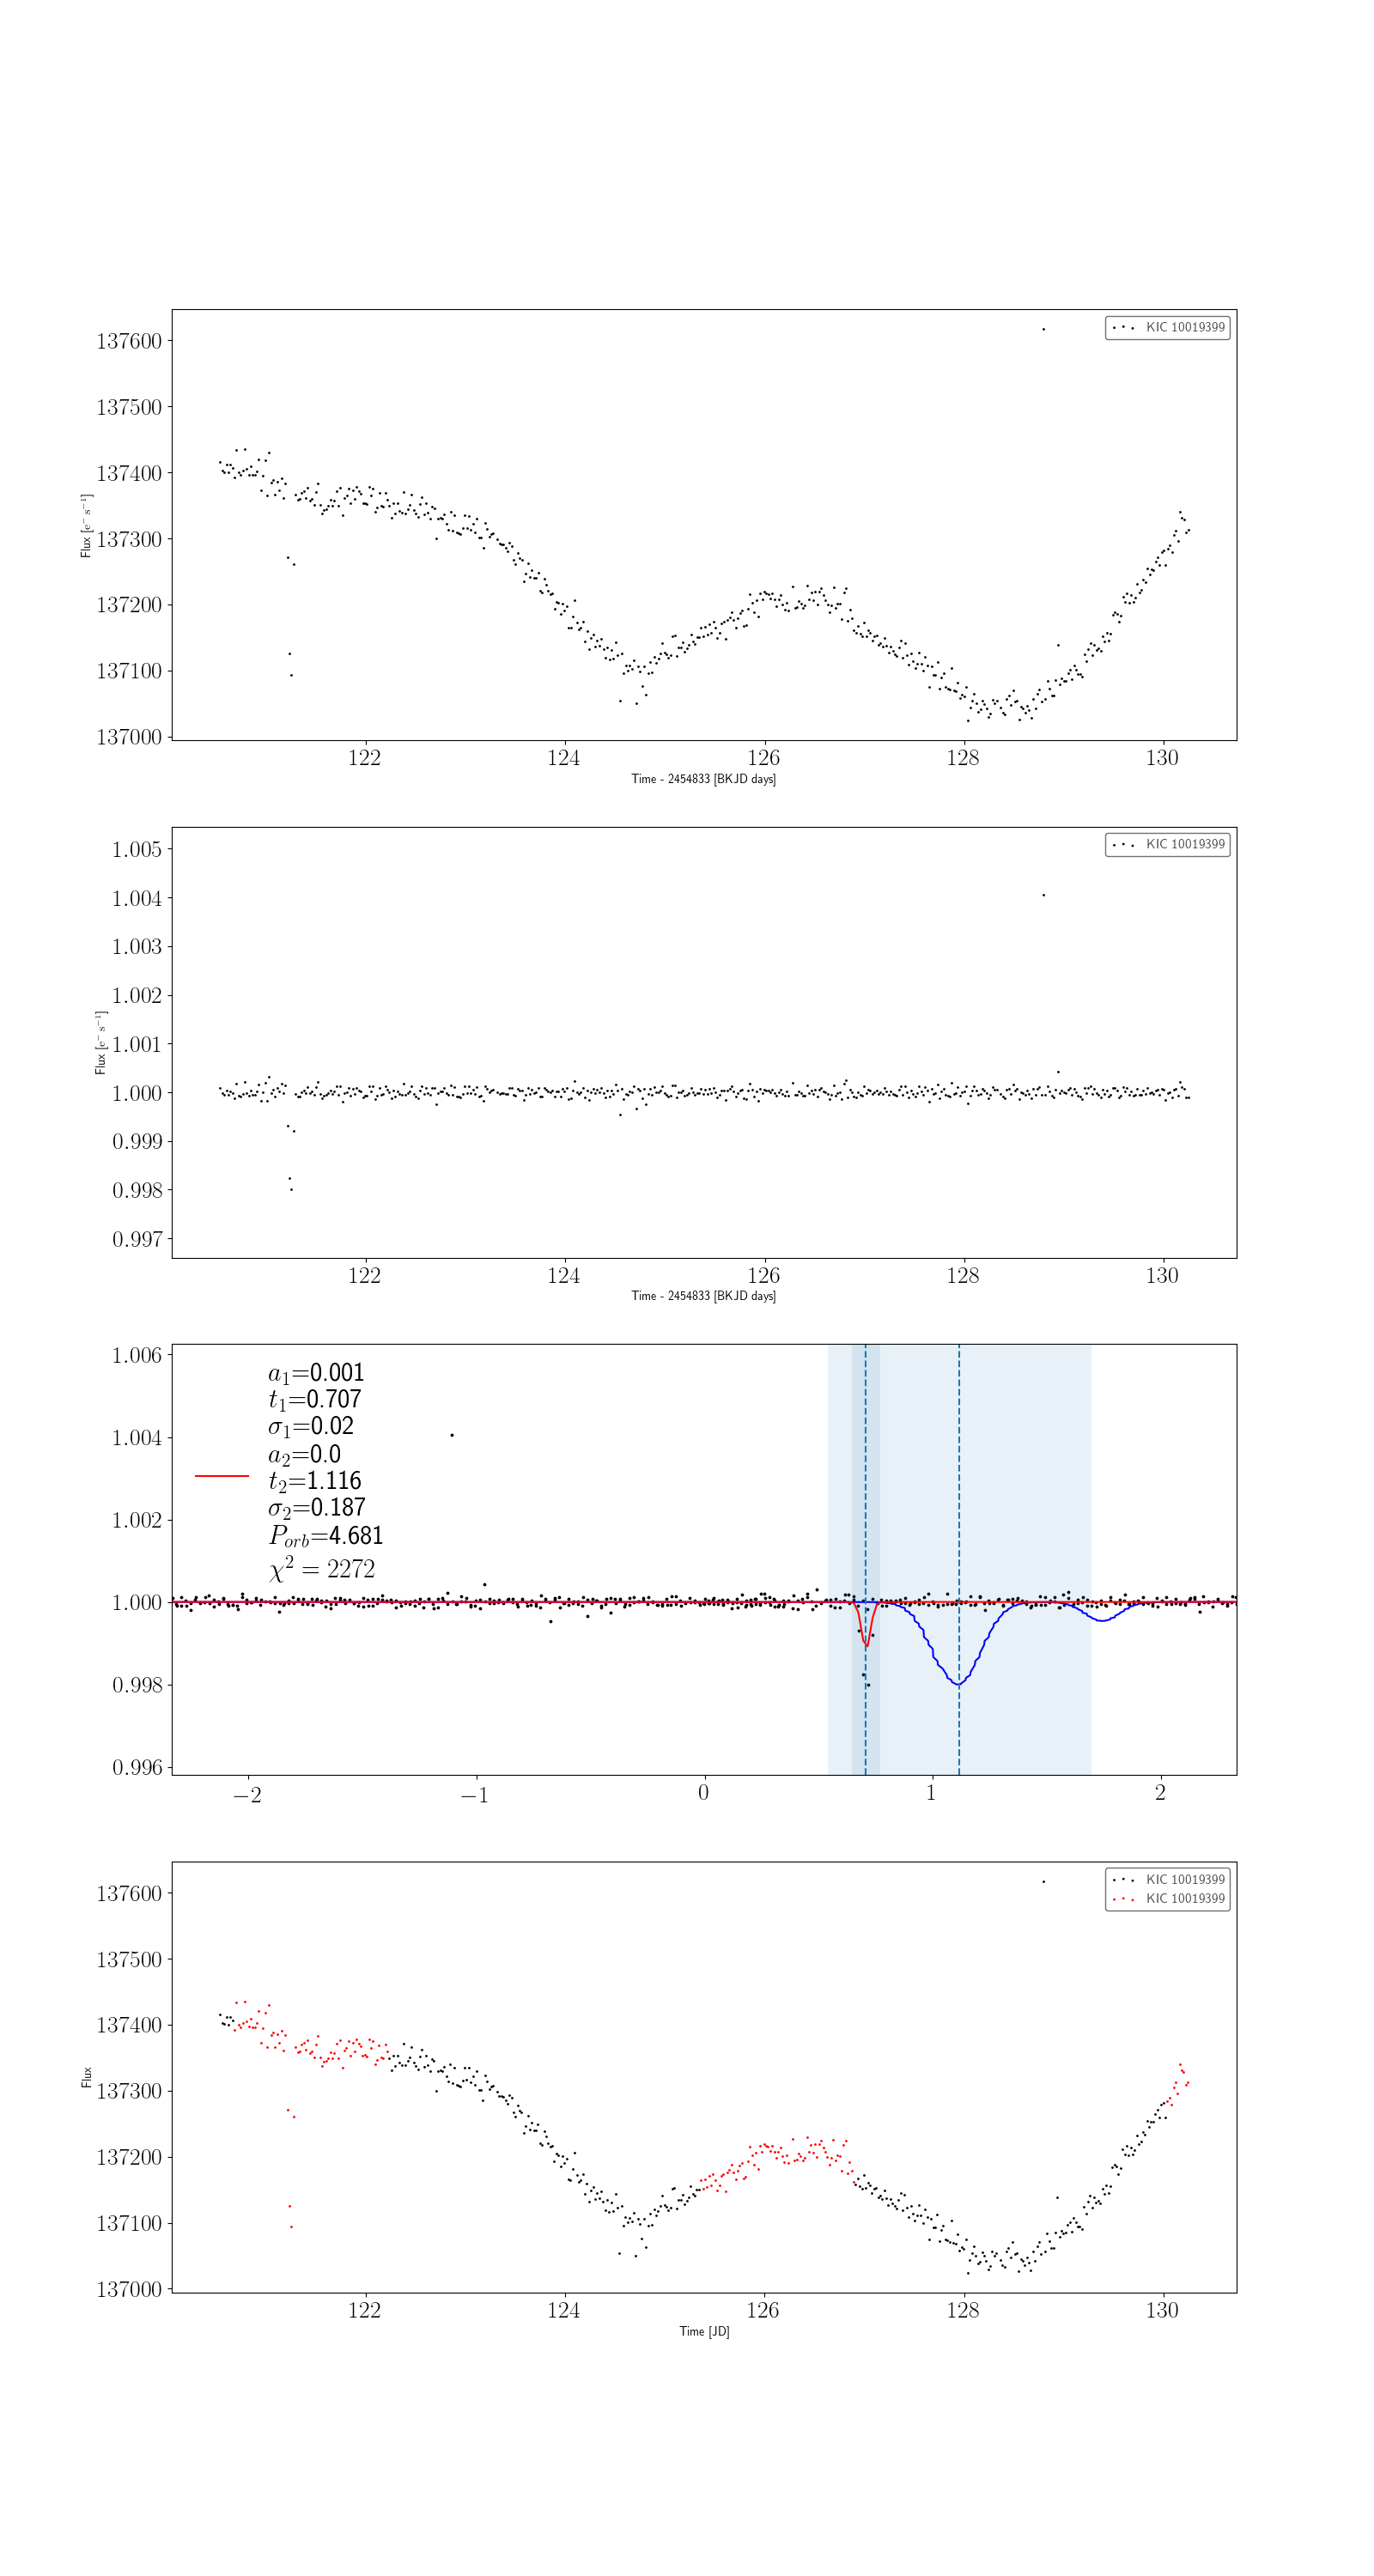 137600
137500
137400
137300
137200
137100
137000
Flux [e⁻ s⁻¹]
KIC 10019399
122 124 126 128 130
Time - 2454833 [BKJD days]
1.005
1.004
1.003
1.002
1.001
1.000
0.999
0.998
0.997
Flux [e⁻ s⁻¹]
KIC 10019399
122 124 126 128 130
Time - 2454833 [BKJD days]
1.006
1.004
1.002
1.000
0.998
0.996
a₁=0.001
t₁=0.707
σ₁=0.02
a₂=0.0
t₂=1.116
σ₂=0.187
P_orb=4.681
χ² = 2272
−2 −1 0 1 2
137600
137500
137400
137300
137200
137100
137000
Flux
KIC 10019399
KIC 10019399
122 124 126 128 130
Time [JD]